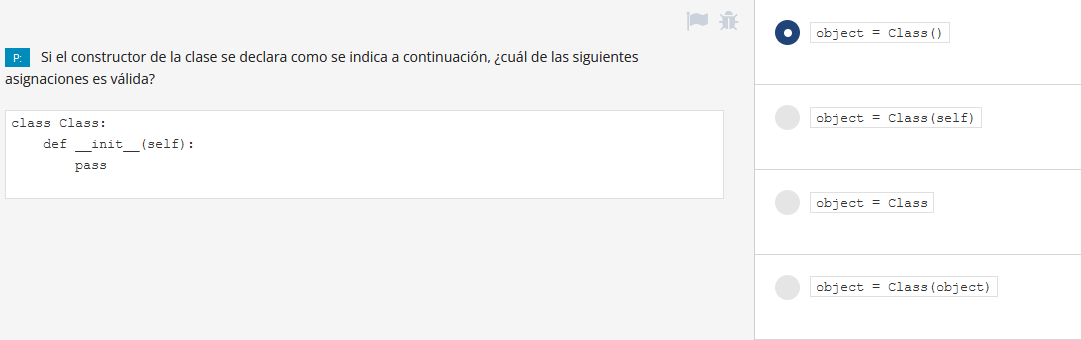 P: Si el constructor de la clase se declara como se indica a continuación, ¿cuál de las siguientes
asignaciones es válida?
class Class:
    def __init__(self):
        pass
object = Class()
object = Class(self)
object = Class
object = Class(object)